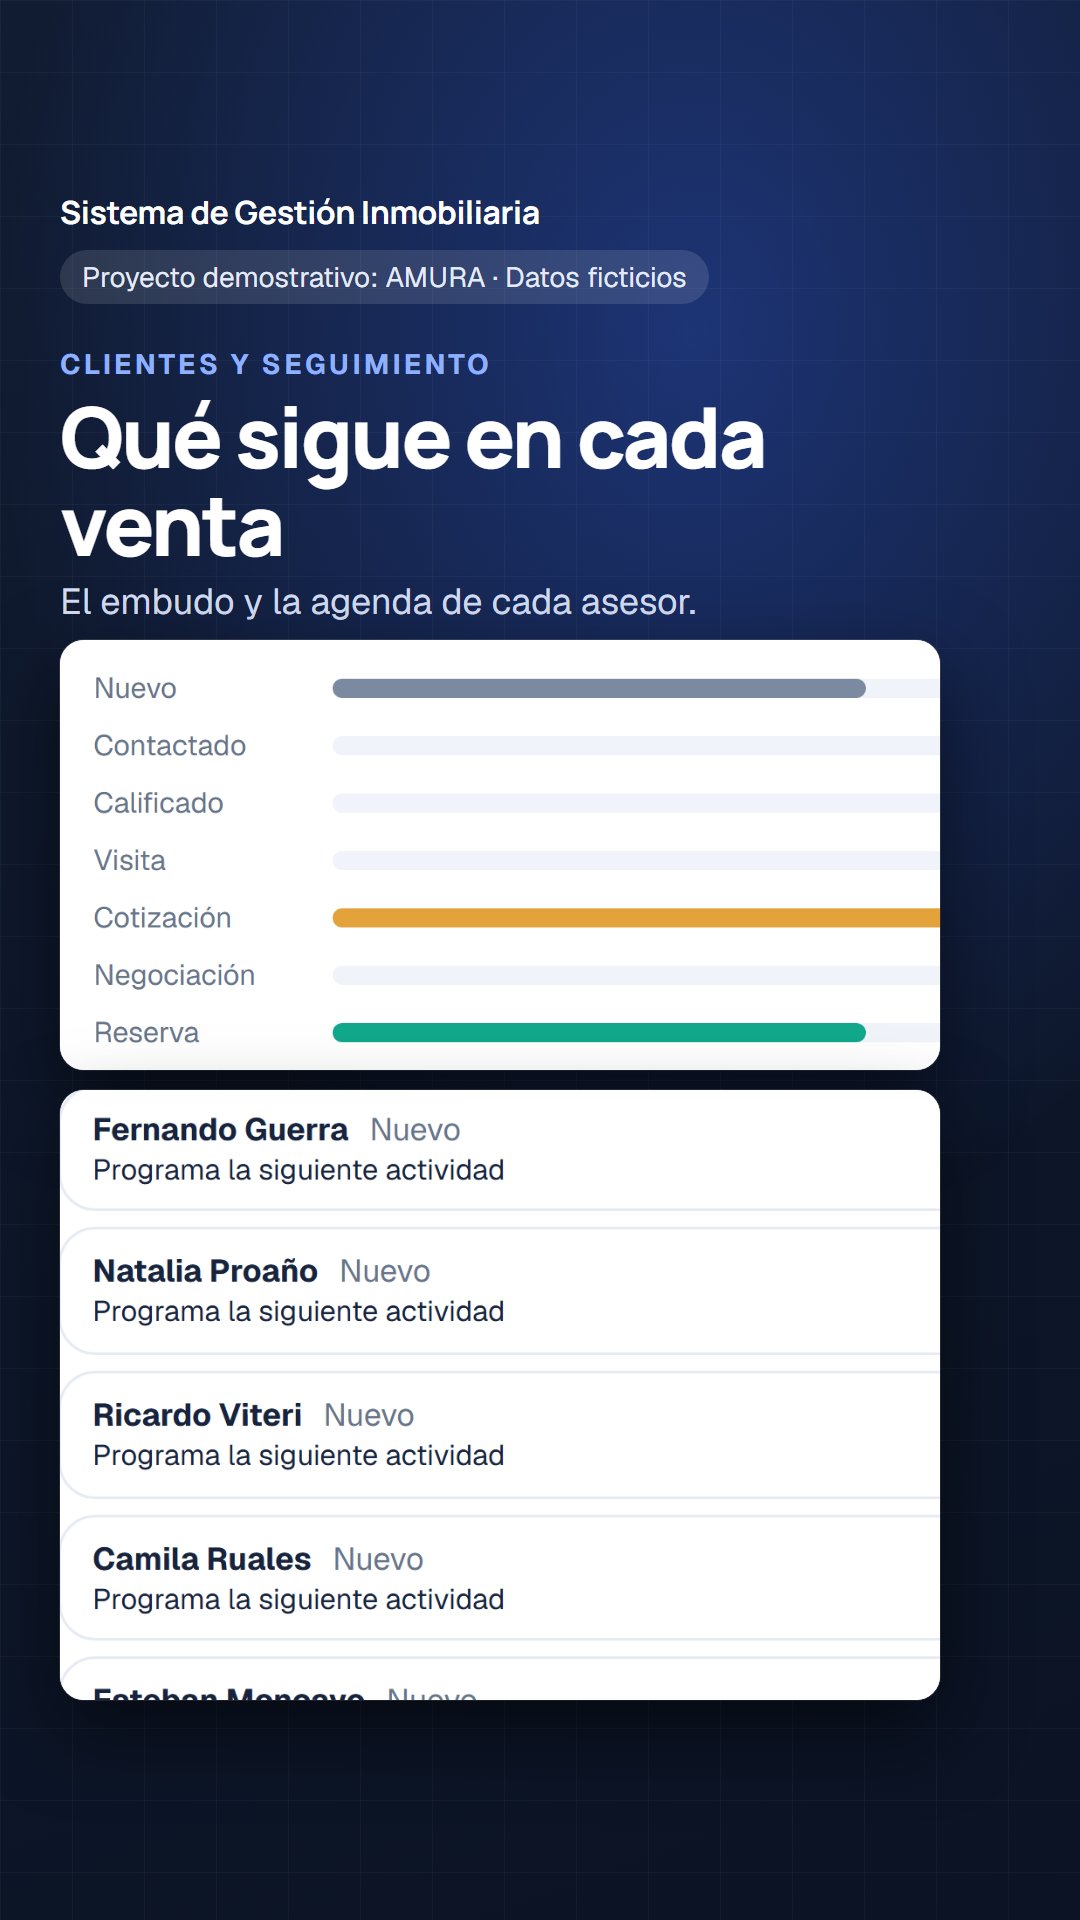 Sistema de Gestión Inmobiliaria
Proyecto demostrativo: AMURA · Datos ficticios
CLIENTES Y SEGUIMIENTO
Qué sigue en cada
venta
El embudo y la agenda de cada asesor.
Nuevo
Contactado
Calificado
Visita
Cotización
Negociación
Reserva
Fernando Guerra Nuevo
Programa la siguiente actividad
Natalia Proaño Nuevo
Programa la siguiente actividad
Ricardo Viteri Nuevo
Programa la siguiente actividad
Camila Ruales Nuevo
Programa la siguiente actividad
Esteban Nuevo